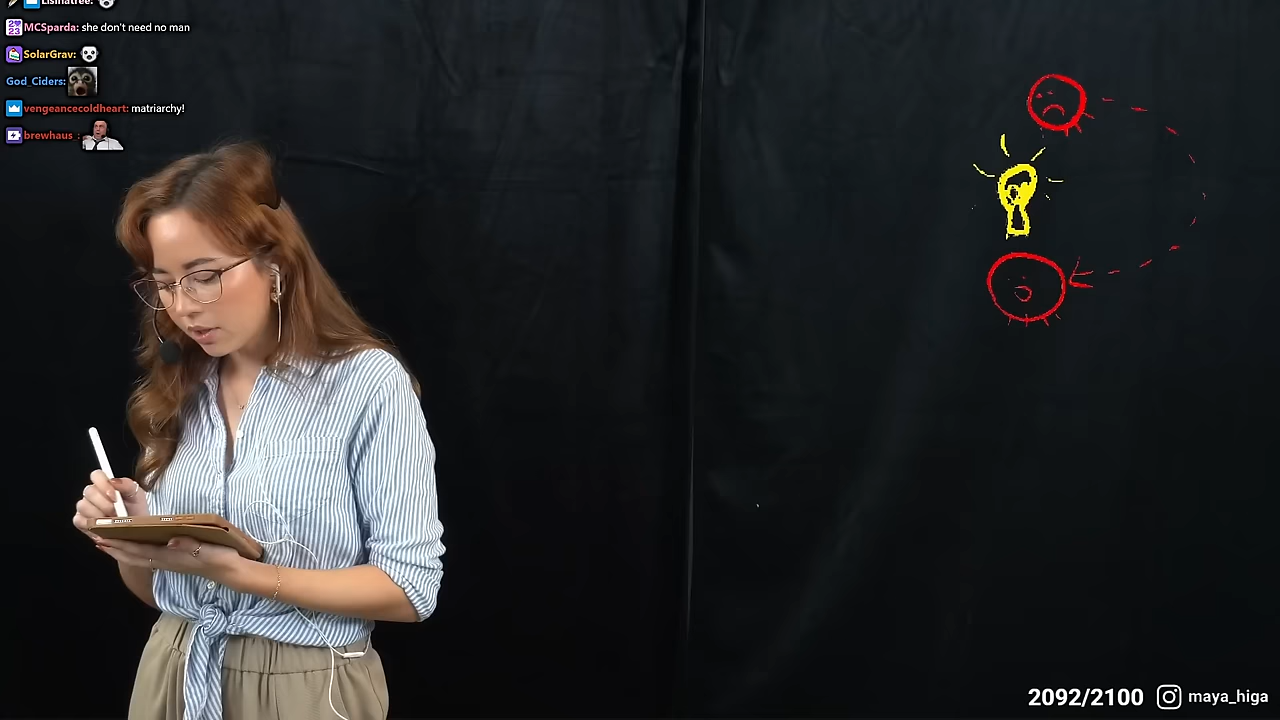 Lisinatree:
MCSparda: she don't need no man
SolarGrav:
God_Ciders:
vengeancecoldheart: matriarchy!
brewhaus :
2092/2100 maya_higa